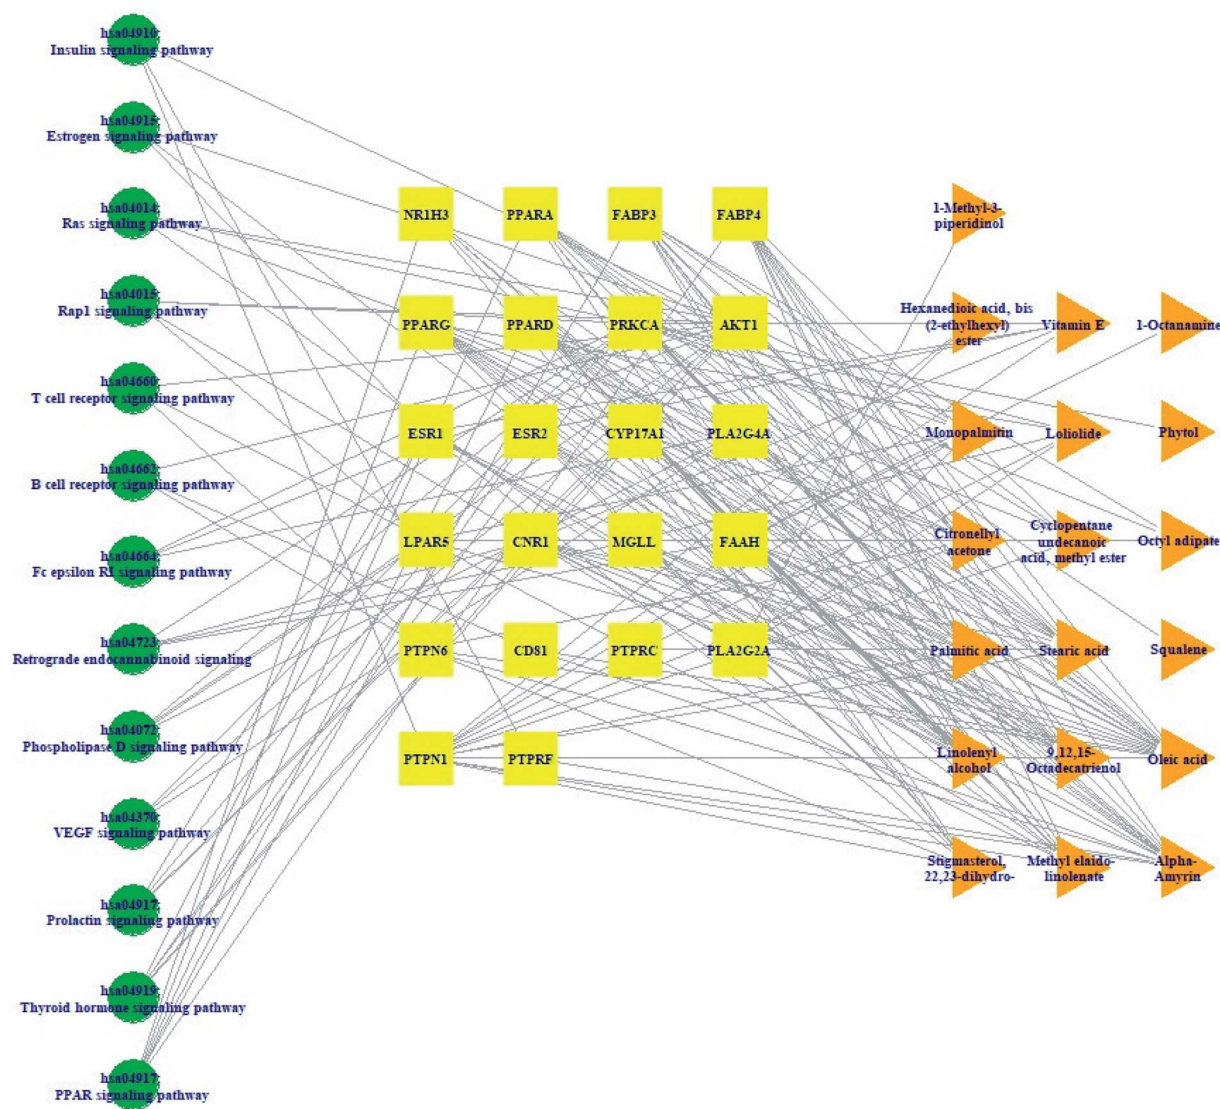 hsa04910:
Insulin signaling pathway
hsa04915:
Estrogen signaling pathway
hsa04014:
Ras signaling pathway
hsa04015:
Rap1 signaling pathway
hsa04660:
T cell receptor signaling pathway
hsa04662:
B cell receptor signaling pathway
hsa04664:
Fc epsilon RI signaling pathway
hsa04723:
Retrograde endocannabinoid signaling
hsa04072:
Phospholipase D signaling pathway
hsa04370:
VEGF signaling pathway
hsa04917:
Prolactin signaling pathway
hsa04919:
Thyroid hormone signaling pathway
hsa04917:
PPAR signaling pathway
NR1H3
PPARA
FABP3
FABP4
PPARG
PPARD
PRKCA
AKT1
ESR1
ESR2
CYP17A1
PLA2G4A
LPAR5
CNR1
MGLL
FAAH
PTPN6
CD81
PTPRC
PLA2G2A
PTPN1
PTPRF
1-Methyl-3-
piperidinol
Hexanedioic acid, bis
(2-ethylhexyl)
ester
Vitamin E
1-Octanamine
Monopalmitin
Loliolide
Phytol
Citronellyl
acetone
Cyclopentane
undecanoic
acid, methyl ester
Octyl adipate
Palmitic acid
Stearic acid
Squalene
Linolenyl
alcohol
9,12,15-
Octadecatrienol
Oleic acid
Stigmasterol,
22,23-dihydro-
Methyl elaido-
linolenate
Alpha-
Amyrin